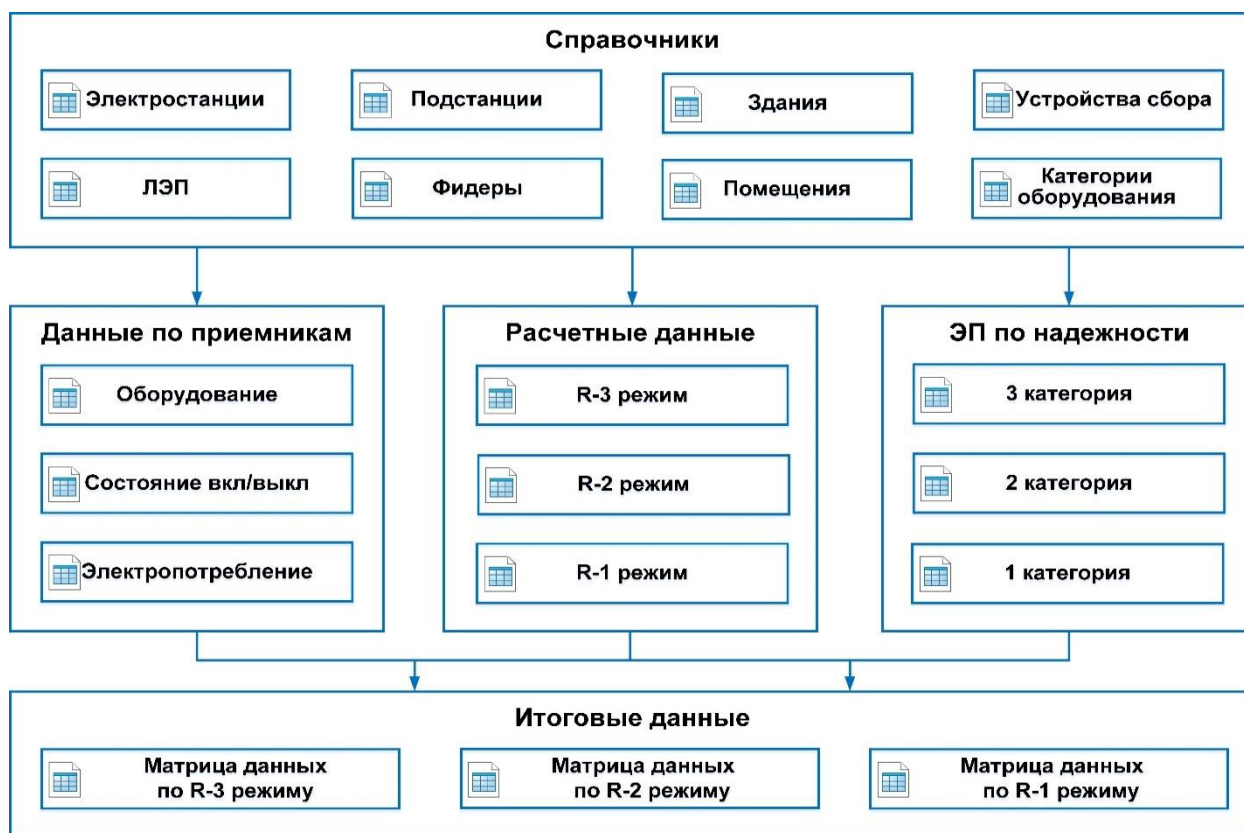 Справочники
Электростанции
Подстанции
Здания
Устройства сбора
ЛЭП
Фидеры
Помещения
Категории
оборудования
Данные по приемникам
Оборудование
Состояние вкл/выкл
Электропотребление
Расчетные данные
R-3 режим
R-2 режим
R-1 режим
ЭП по надежности
3 категория
2 категория
1 категория
Итоговые данные
Матрица данных
по R-3 режиму
Матрица данных
по R-2 режиму
Матрица данных
по R-1 режиму